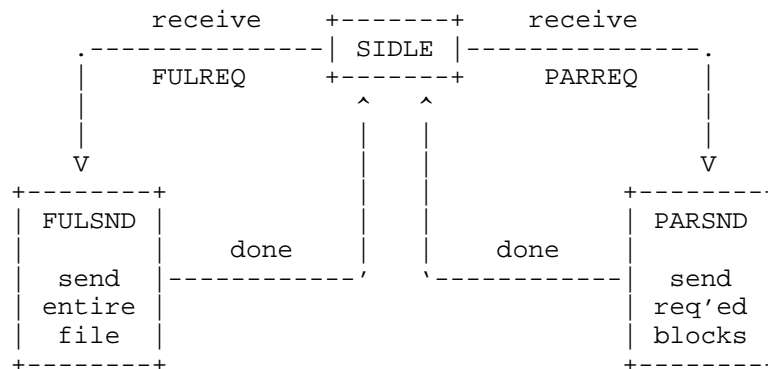 receive +-------+ receive
.---------------| SIDLE |---------------.
| FULREQ +-------+ PARREQ |
| ^ ^ |
| | | |
| | | |
V | | V
+--------+ | | +--------+
| FULSND | | | | PARSND |
| | done | | done | |
| send |------------' `------------| send |
| entire | | req'ed |
| file | | blocks |
+--------+ +--------+